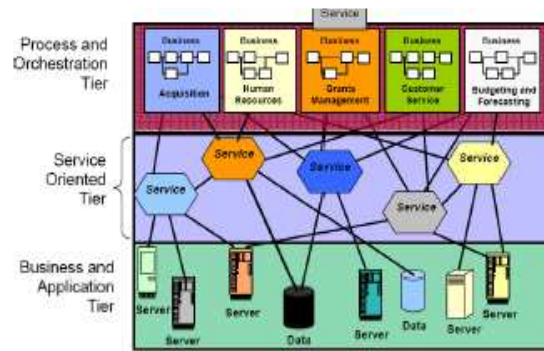 Service
Process and
Orchestration
Tier
Business
Business
Business
Business
Business
Acquisition
Human
Resources
Grants
Management
Customer
Service
Budgeting and
Forecasting
Service
Oriented
Tier
Service
Service
Service
Service
Service
Business and
Application
Tier
Server
Server
Server
Data
Server
Data
Server
Server